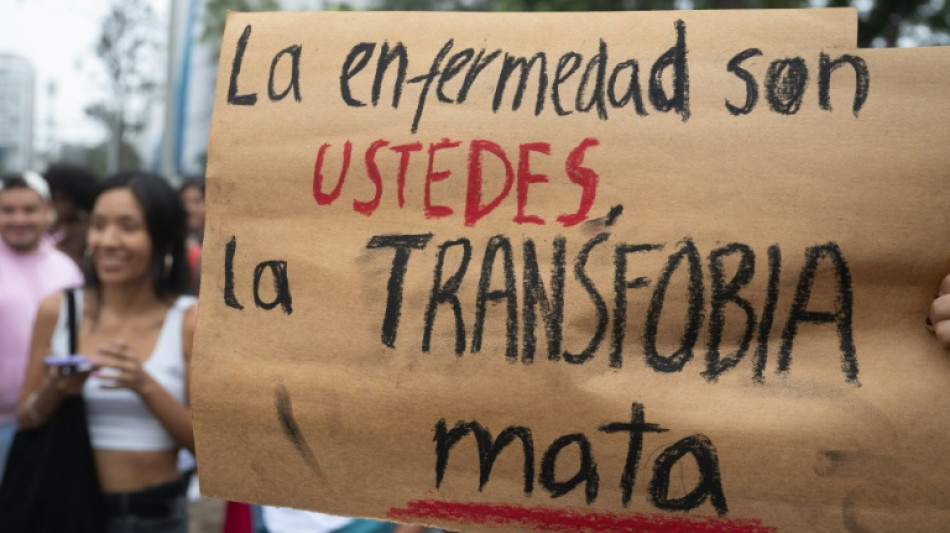 La enfermedad son
USTEDES
la TRANSFOBIA
mata